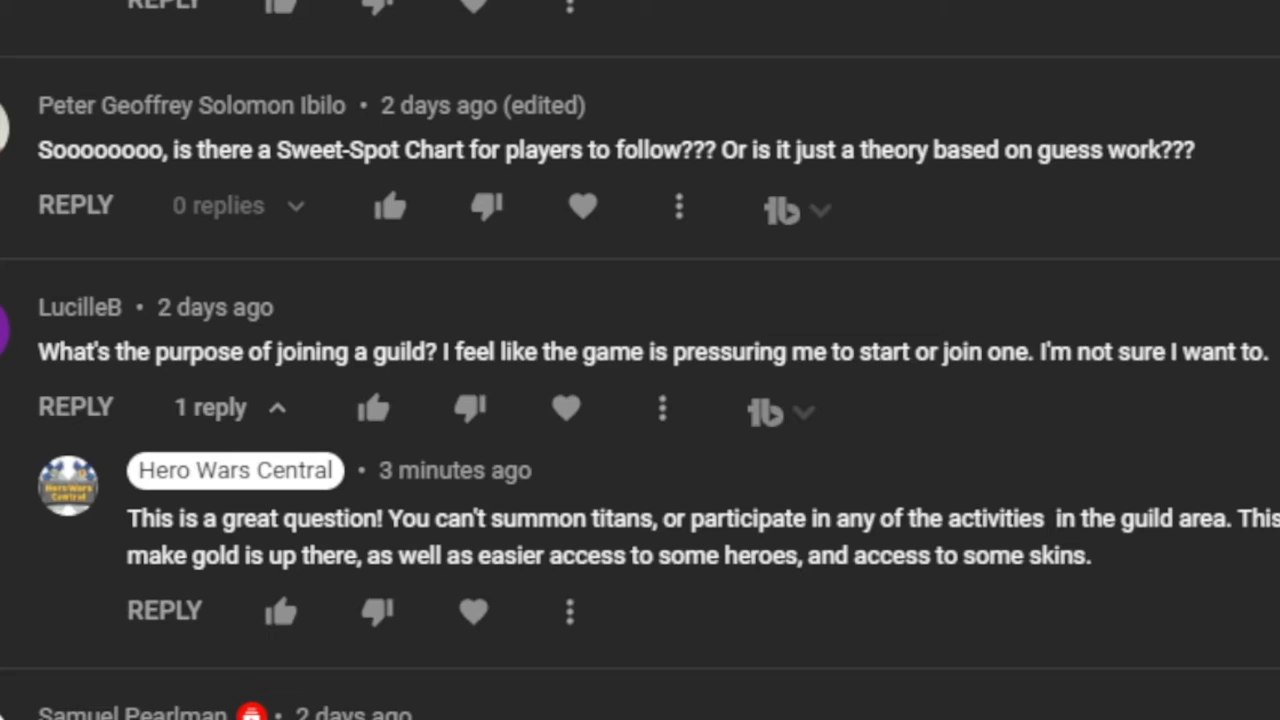 REPLY
Peter Geoffrey Solomon Ibilo • 2 days ago (edited)
Soooooooo, is there a Sweet-Spot Chart for players to follow??? Or is it just a theory based on guess work???
REPLY 0 replies
LucilleB • 2 days ago
What's the purpose of joining a guild? I feel like the game is pressuring me to start or join one. I'm not sure I want to.
REPLY 1 reply
Hero Wars Central • 3 minutes ago
This is a great question! You can't summon titans, or participate in any of the activities  in the guild area. This
make gold is up there, as well as easier access to some heroes, and access to some skins.
REPLY
Samuel Pearlman • 2 days ago